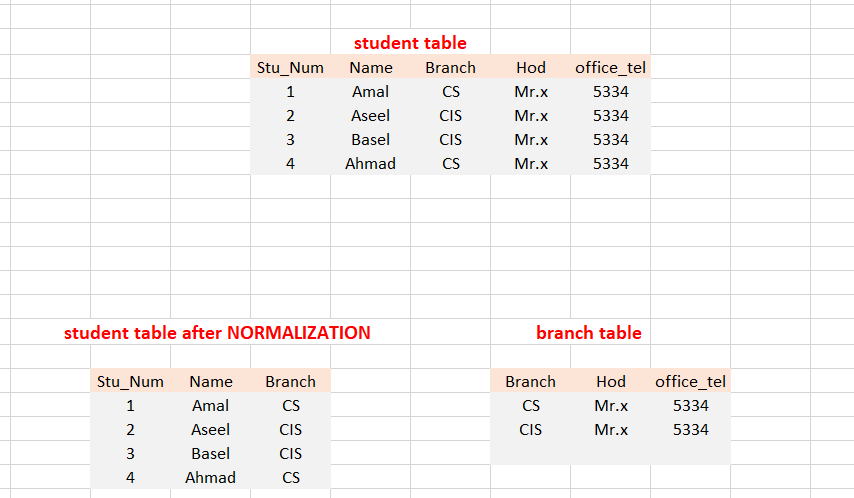 student table
Stu_Num Name Branch Hod office_tel
1 Amal CS Mr.x 5334
2 Aseel CIS Mr.x 5334
3 Basel CIS Mr.x 5334
4 Ahmad CS Mr.x 5334
student table after NORMALIZATION
Stu_Num Name Branch
1 Amal CS
2 Aseel CIS
3 Basel CIS
4 Ahmad CS
branch table
Branch Hod office_tel
CS Mr.x 5334
CIS Mr.x 5334